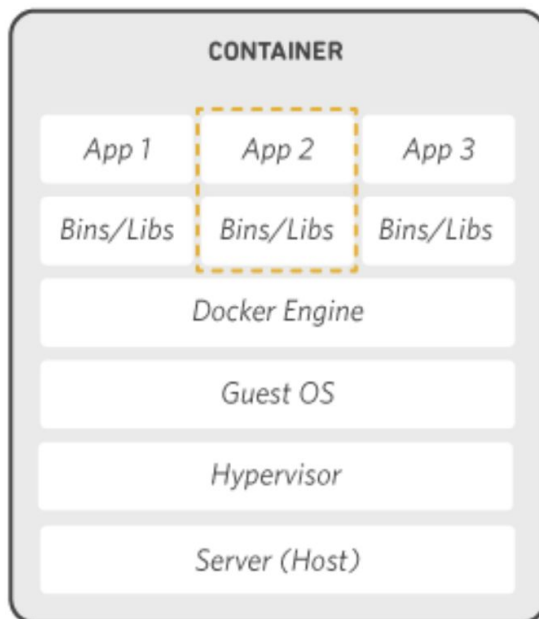 CONTAINER
App 1 App 2 App 3
Bins/Libs Bins/Libs Bins/Libs
Docker Engine
Guest OS
Hypervisor
Server (Host)